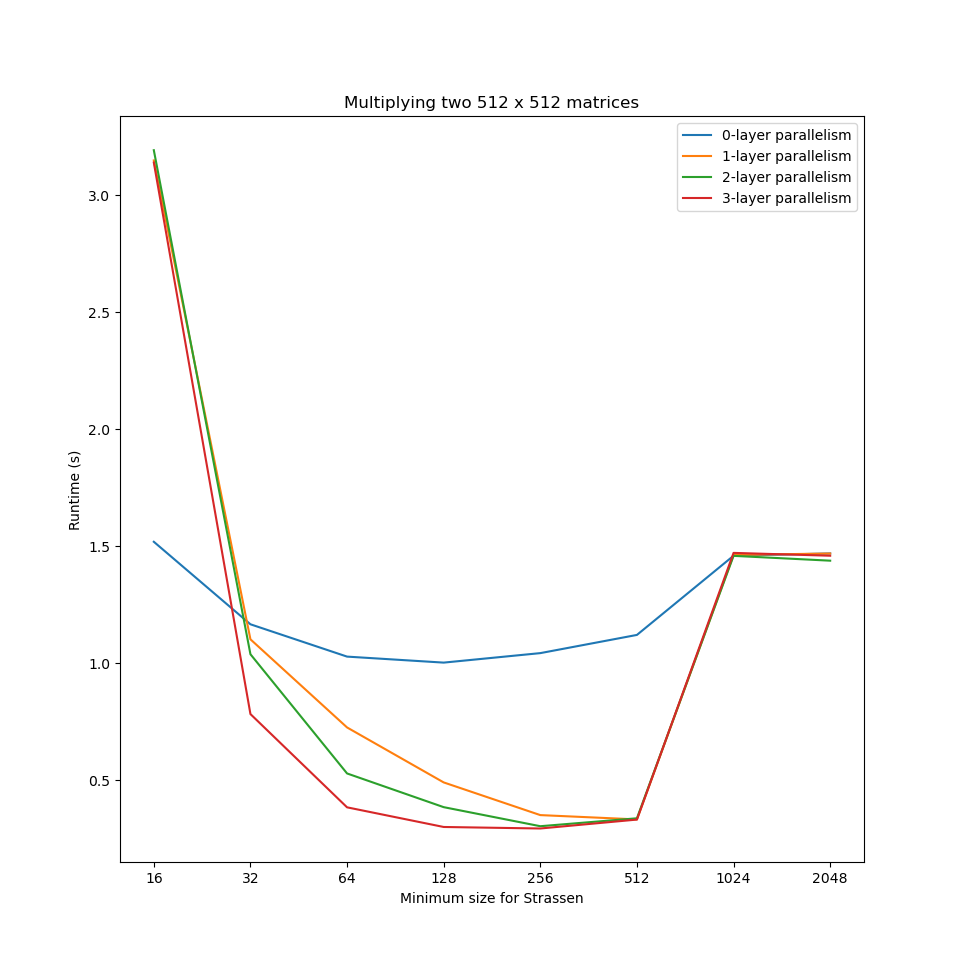 Multiplying two 512 x 512 matrices
0-layer parallelism
1-layer parallelism
2-layer parallelism
3-layer parallelism
3.0
2.5
2.0
1.5
1.0
0.5
Runtime (s)
16 32 64 128 256 512 1024 2048
Minimum size for Strassen